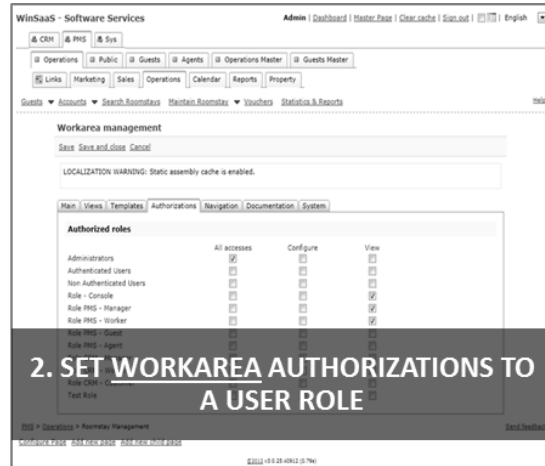 WinSaaS - Software Services
Admin | Dashboard | Master Page | Clear cache | Sign out | English
CRM PMS Sys
Operations Public Guests Agents Operations Master Guests Master
Links Marketing Sales Operations Calendar Reports Property
Guests Accounts Search Roomstays Maintain Roomstay Vouchers Statistics & Reports Help
Workarea management
Save Save and close Cancel
LOCALIZATION WARNING: Static assembly cache is enabled.
Main Views Templates Authorizations Navigation Documentation System
Authorized roles
All accesses Configure View
Administrators
Authenticated Users
Non Authenticated Users
Role - Console
Role PMS - Manager
Role PMS - Worker
Role PMS - Guest
Role PMS - Agent
2. SET WORKAREA AUTHORIZATIONS TO
A USER ROLE
Test Role
PMS > Operations > Roomstay Management Send feedback
Configure Page Add new page Add new child page